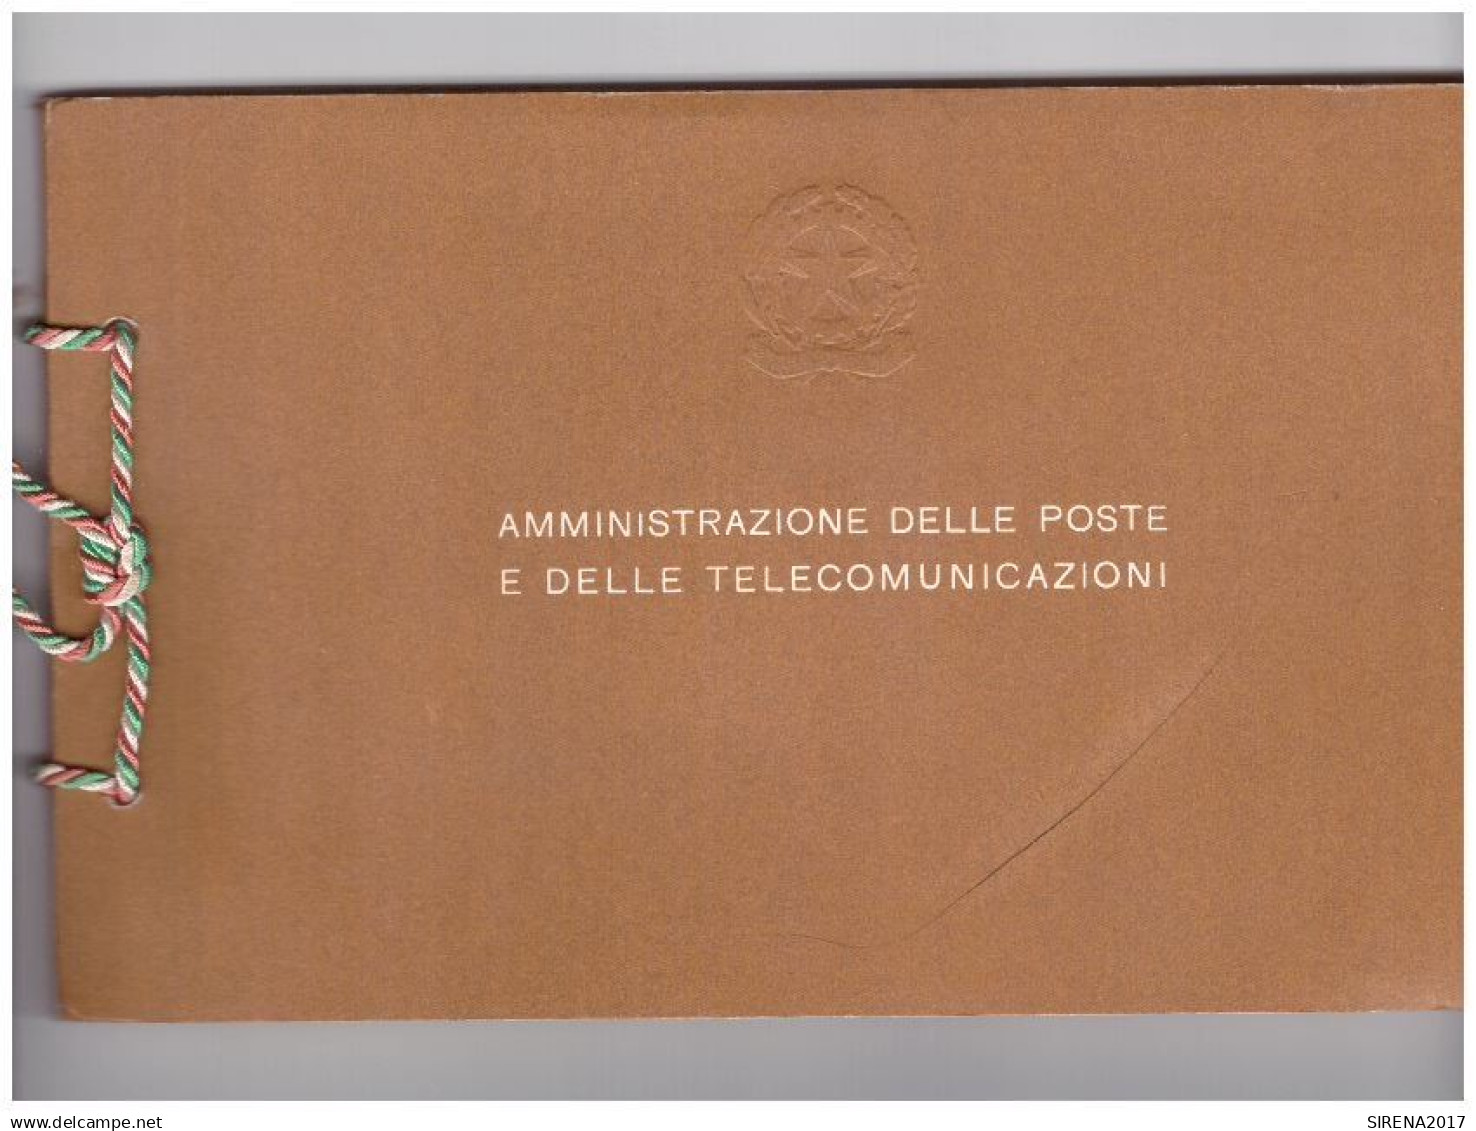 AMMINISTRAZIONE DELLE POSTE
E DELLE TELECOMUNICAZIONI
www.delcampe.net
SIRENA2017